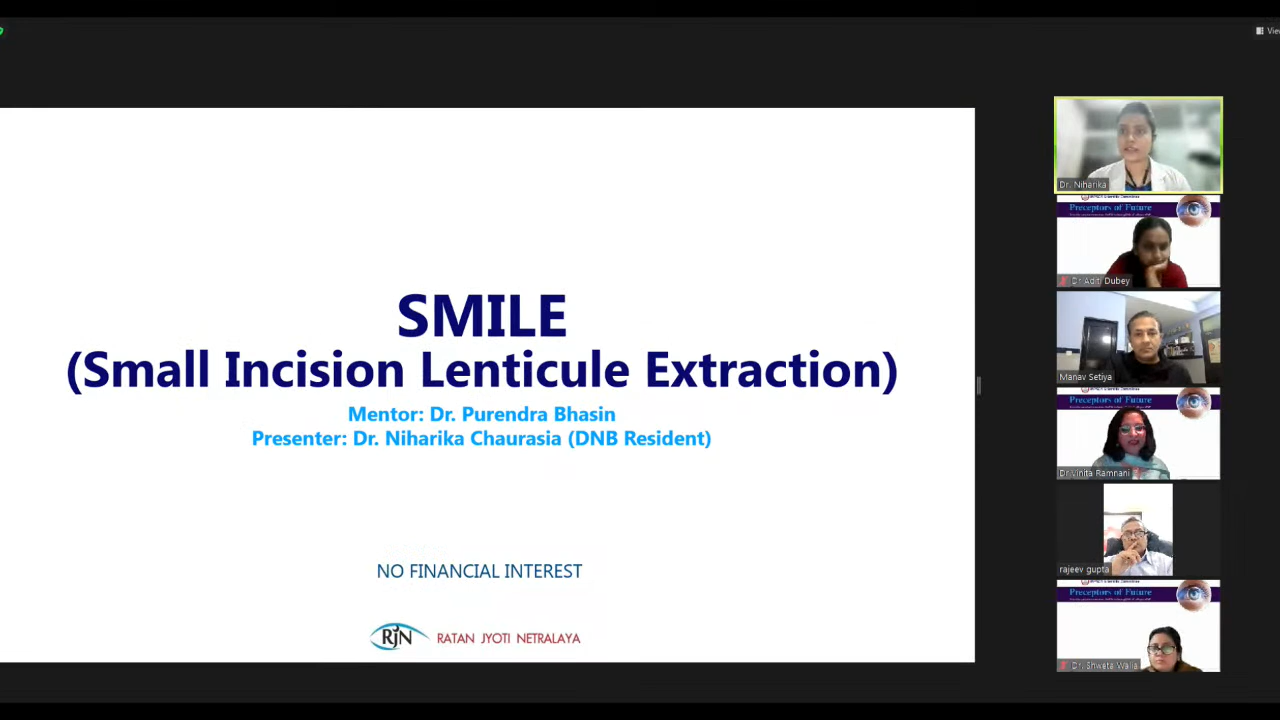 View
SMILE
(Small Incision Lenticule Extraction)
Mentor: Dr. Purendra Bhasin
Presenter: Dr. Niharika Chaurasia (DNB Resident)
NO FINANCIAL INTEREST
RJN RATAN JYOTI NETRALAYA
Dr. Niharika
Preceptors of Future
Dr Aditi Dubey
Manav Setiya
Preceptors of Future
Dr Vinita Ramnani
rajeev gupta
Preceptors of Future
Dr. Shweta Walia